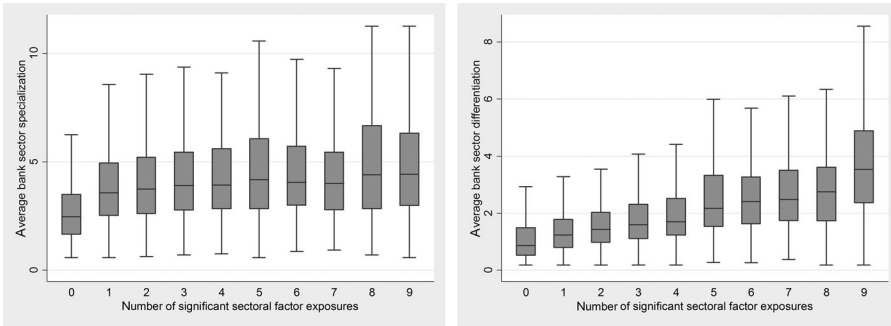 Average bank sector specialization
10
5
0
0 1 2 3 4 5 6 7 8 9
Number of significant sectoral factor exposures
Average bank sector differentiation
8
6
4
2
0
0 1 2 3 4 5 6 7 8 9
Number of significant sectoral factor exposures